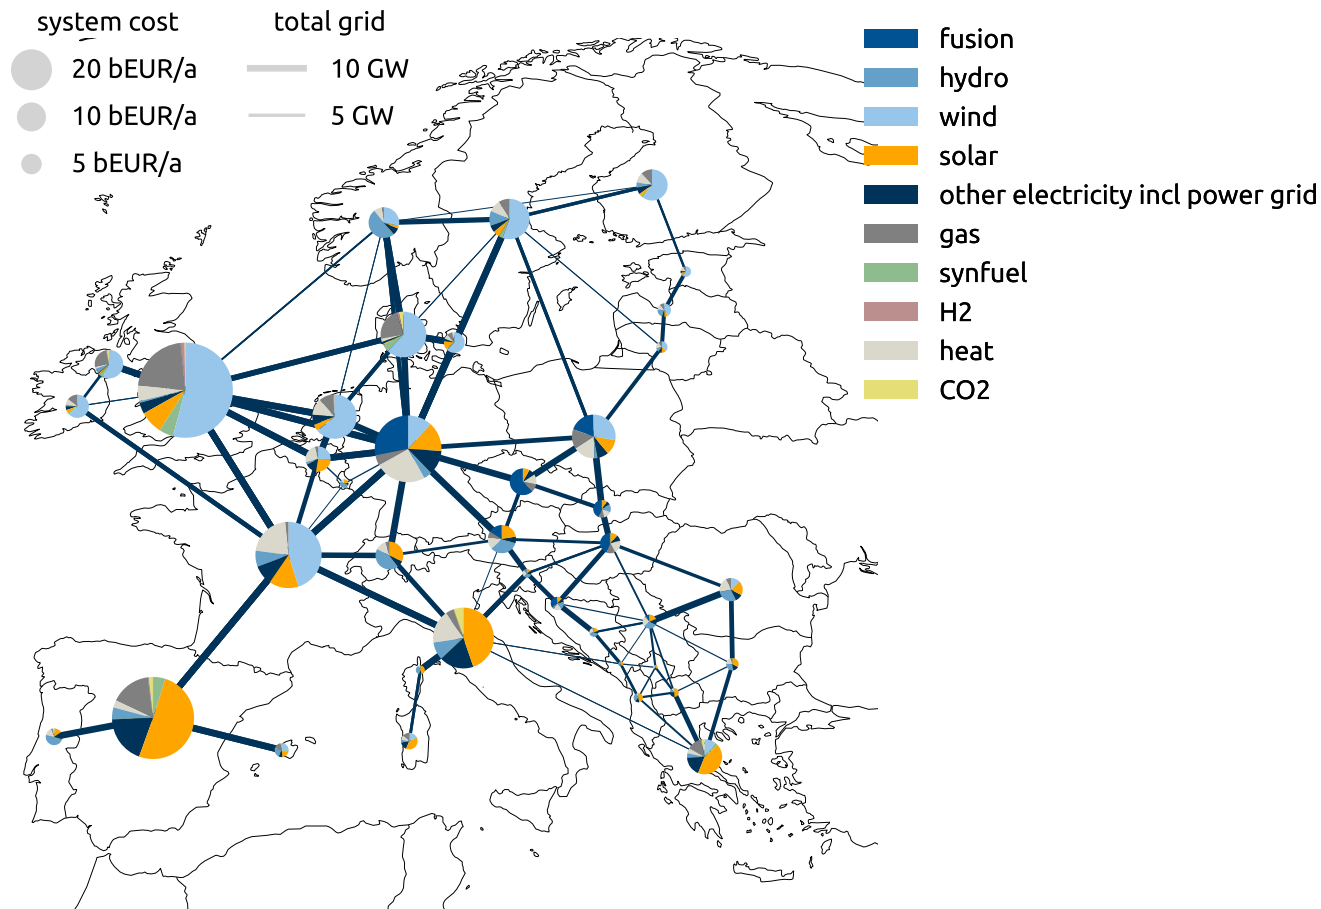 system cost
20 bEUR/a
10 bEUR/a
5 bEUR/a
total grid
10 GW
5 GW
fusion
hydro
wind
solar
other electricity incl power grid
gas
synfuel
H2
heat
CO2